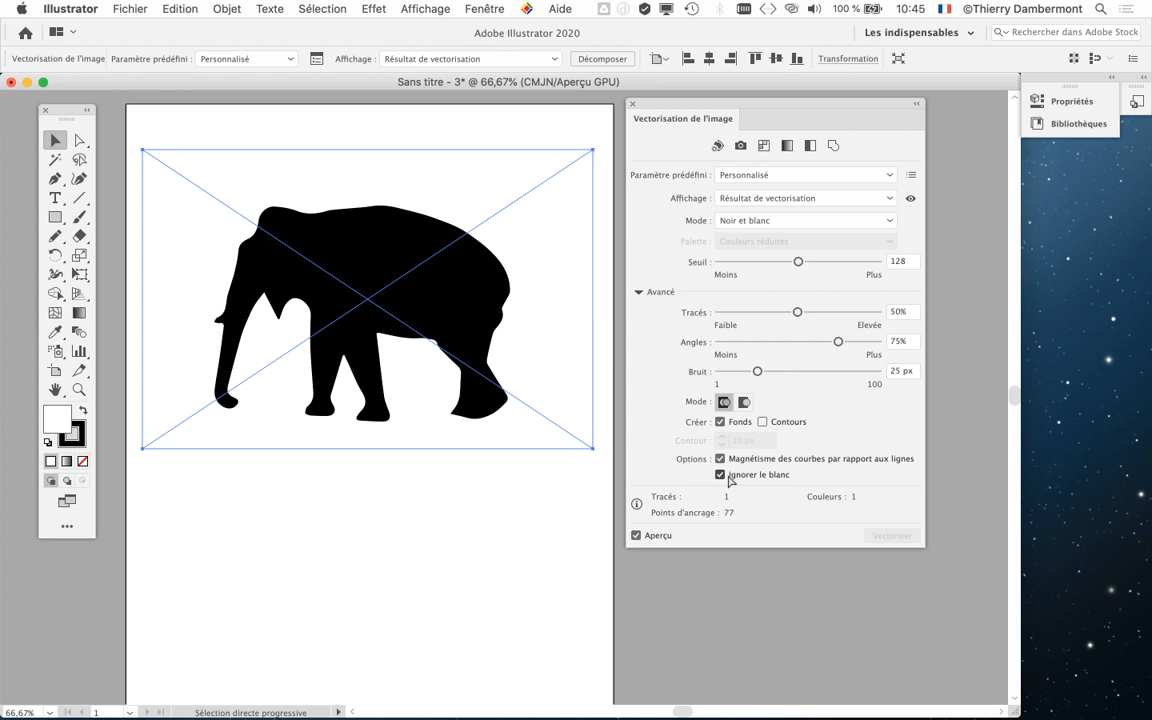 Illustrator Fichier Edition Objet Texte Sélection Effet Affichage Fenêtre Aide 100 % 10:45 ©Thierry Dambermont
Adobe Illustrator 2020 Les indispensables Rechercher dans Adobe Stock
Vectorisation de l'image Paramètre prédéfini : Personnalisé Affichage : Résultat de vectorisation Décomposer Transformation
Sans titre - 3* @ 66,67% (CMJN/Aperçu GPU)
Propriétés
Bibliothèques
Vectorisation de l'image
Paramètre prédéfini : Personnalisé
Affichage : Résultat de vectorisation
Mode : Noir et blanc
Palette : Couleurs réduites
Seuil : 128
Moins Plus
Avancé
Tracés : 50%
Faible Elevée
Angles : 75%
Moins Plus
Bruit : 25 px
1 100
Mode :
Créer : Fonds Contours
Contour : 10 px
Options : Magnétisme des courbes par rapport aux lignes
Ignorer le blanc
Tracés : 1 Couleurs : 1
Points d'ancrage : 77
Aperçu Vectoriser
66,67% 1 Sélection directe progressive